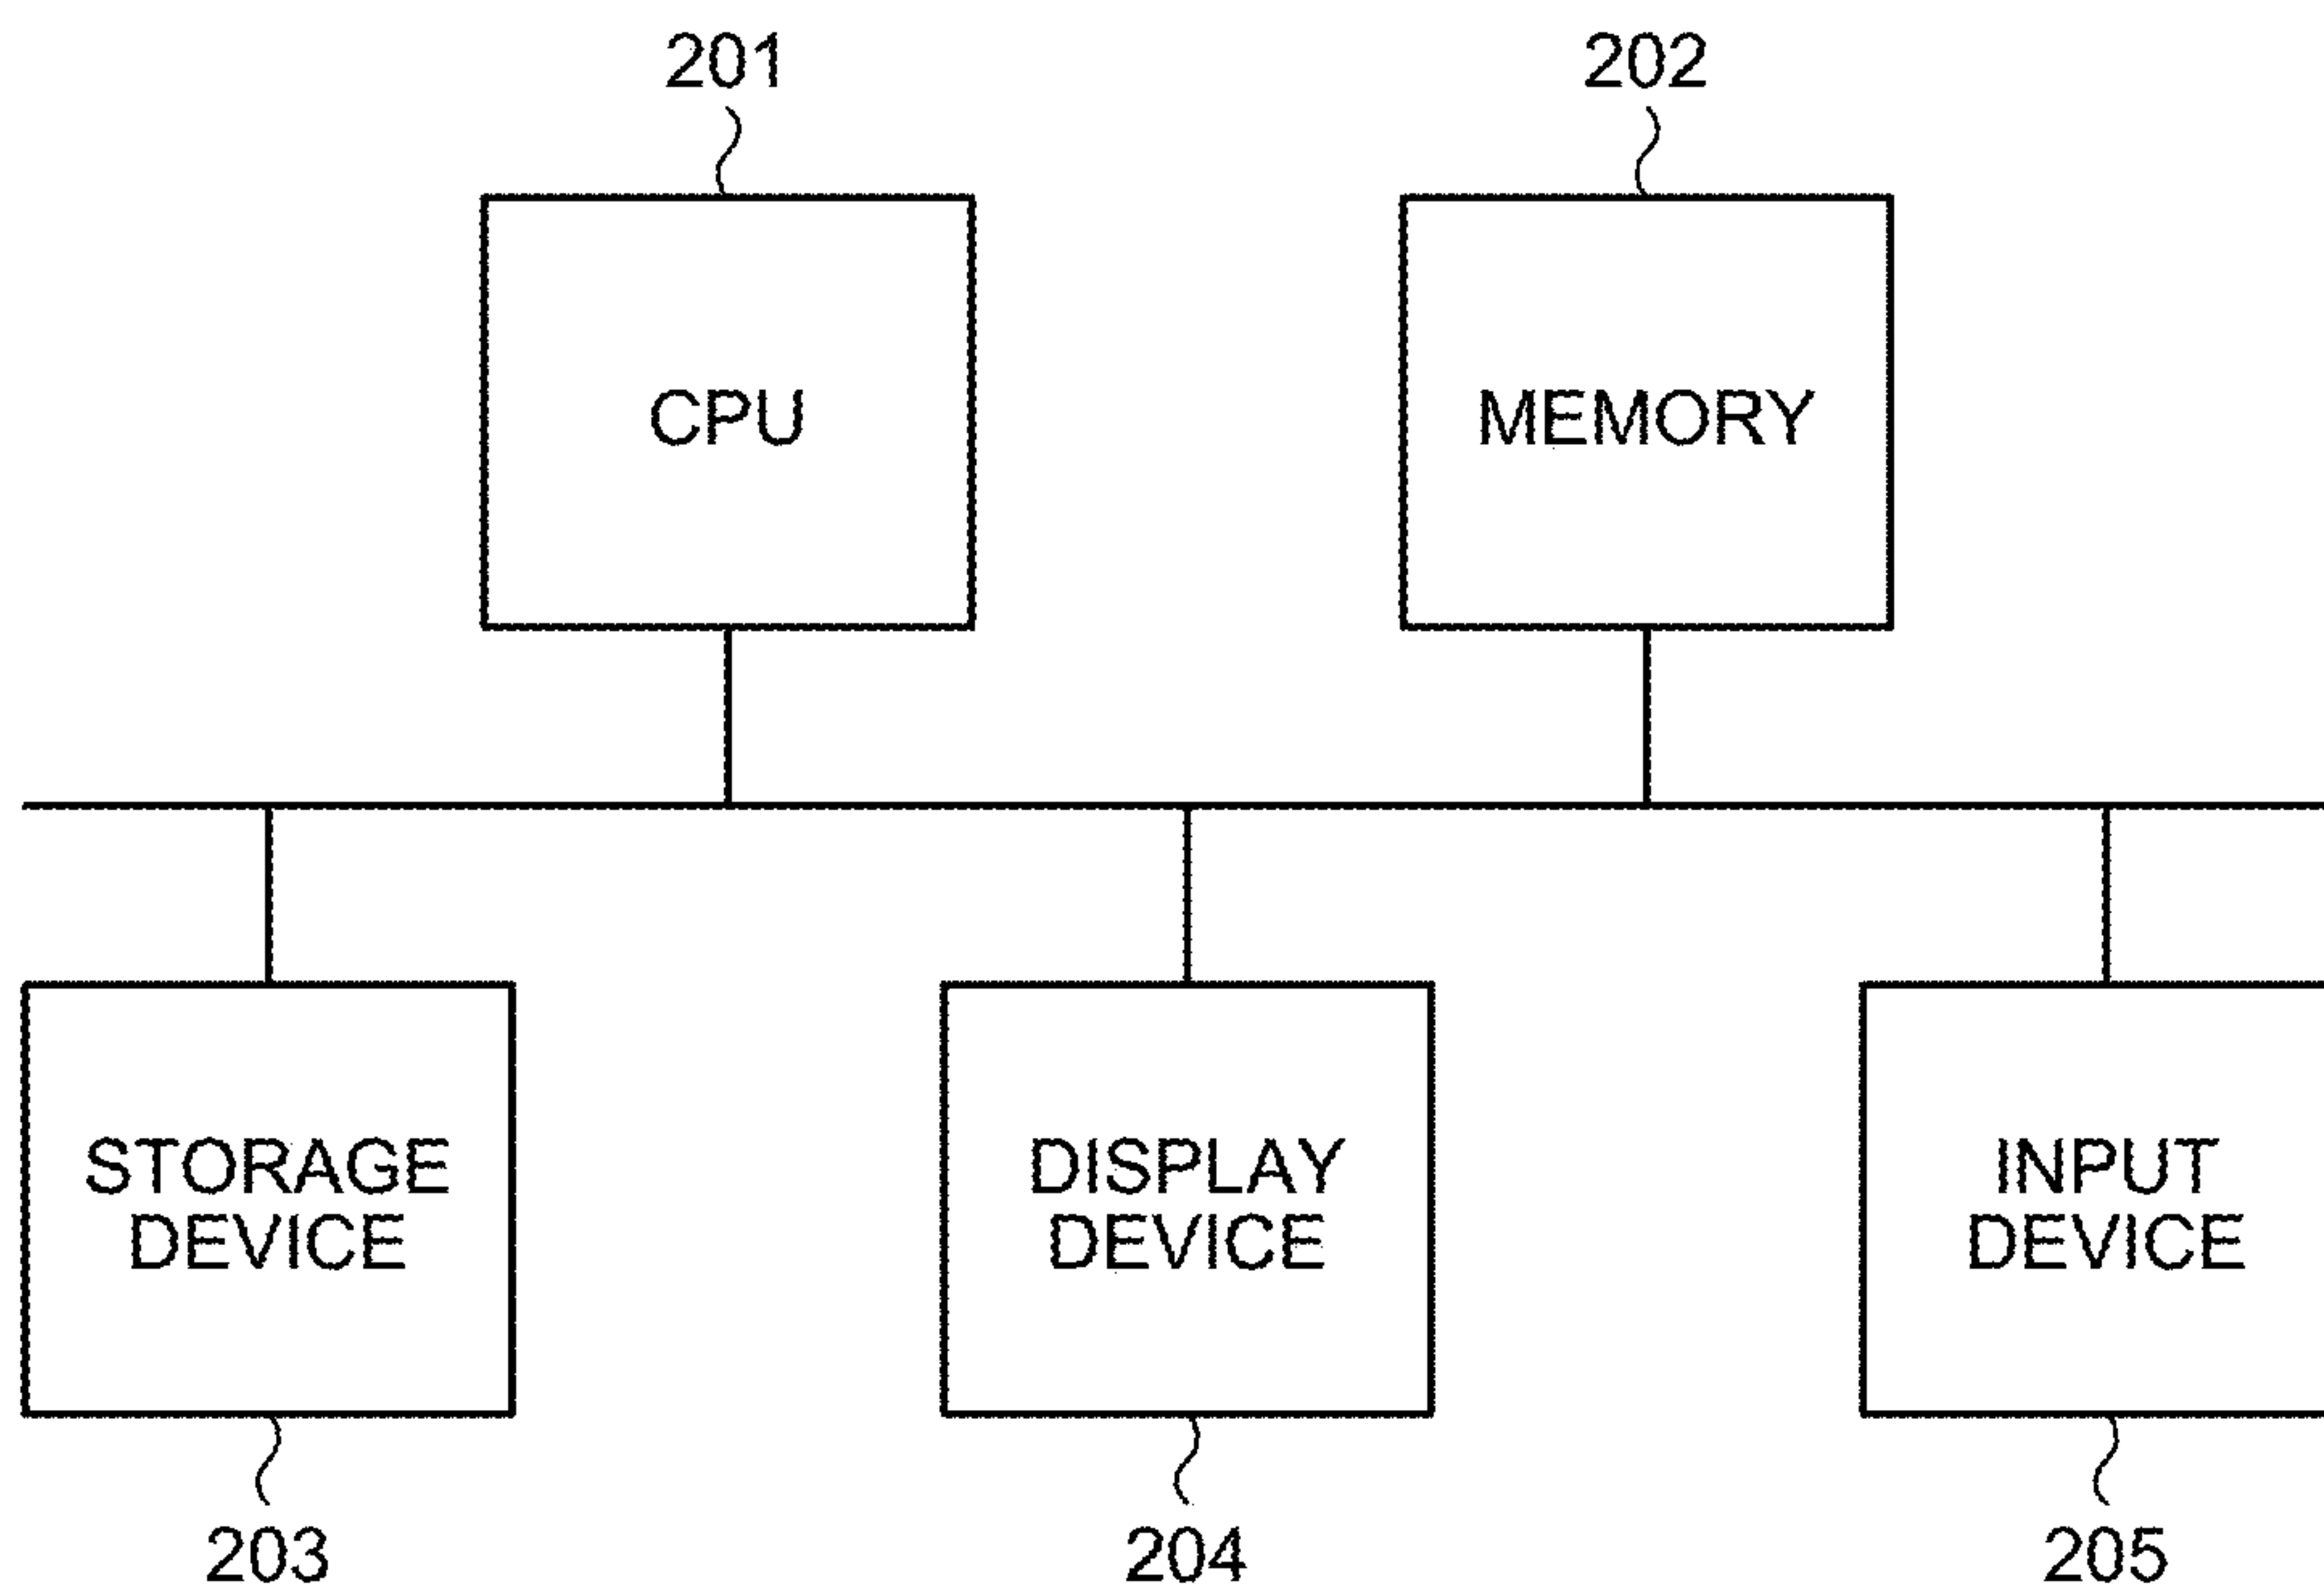 201
202
CPU
MEMORY
STORAGE
DEVICE
DISPLAY
DEVICE
INPUT
DEVICE
203
204
205